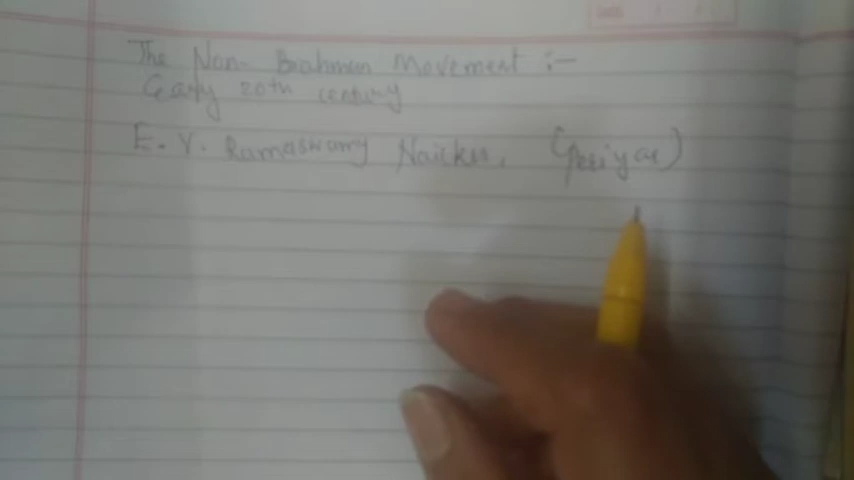 The Non- Brahman Movement :-
Early 20th century
E. V. Ramaswamy Naicker, (Periyar)